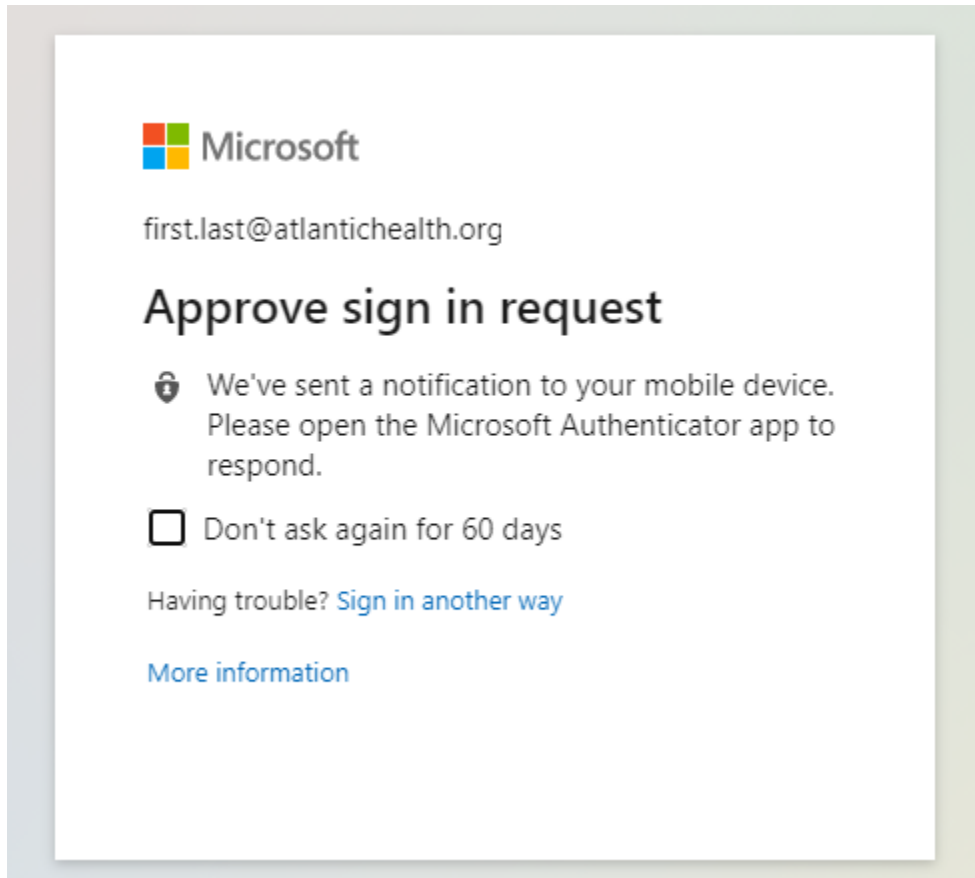 Microsoft
first.last@atlantichealth.org
Approve sign in request
We've sent a notification to your mobile device.
Please open the Microsoft Authenticator app to
respond.
Don't ask again for 60 days
Having trouble? Sign in another way
More information